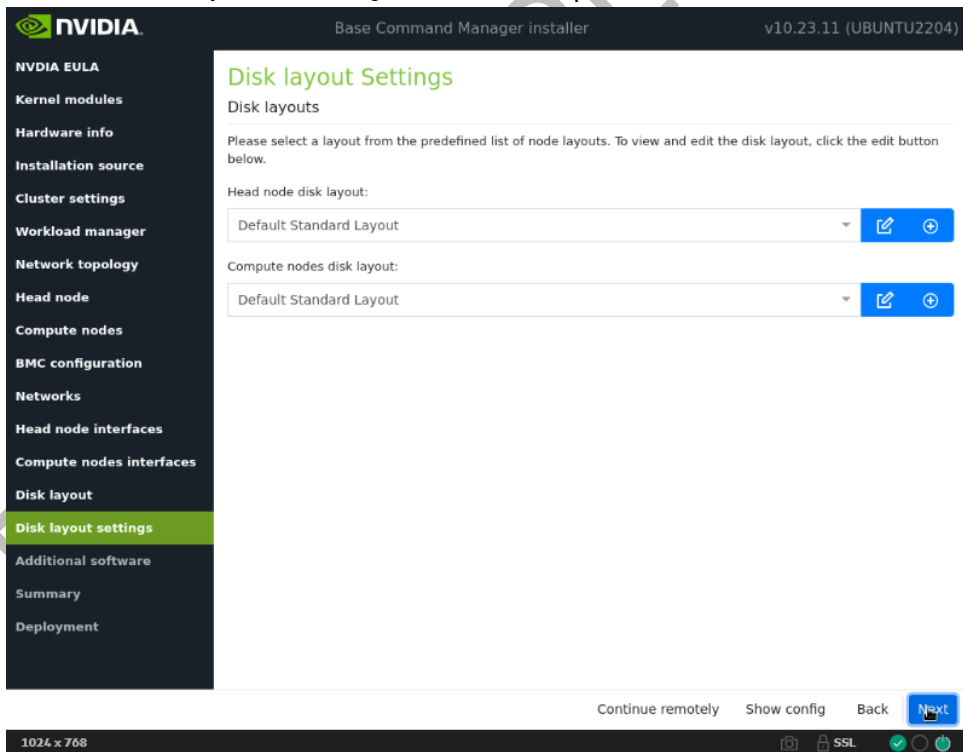 NVIDIA.
Base Command Manager installer
v10.23.11 (UBUNTU2204)
NVDIA EULA
Kernel modules
Hardware info
Installation source
Cluster settings
Workload manager
Network topology
Head node
Compute nodes
BMC configuration
Networks
Head node interfaces
Compute nodes interfaces
Disk layout
Disk layout settings
Additional software
Summary
Deployment
Disk layout Settings
Disk layouts
Please select a layout from the predefined list of node layouts. To view and edit the disk layout, click the edit button
below.
Head node disk layout:
Default Standard Layout
Compute nodes disk layout:
Default Standard Layout
Continue remotely
Show config
Back
Next
1024 x 768
SSL